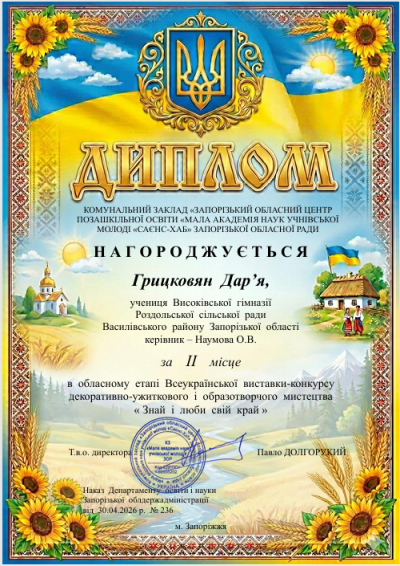 ДИПЛОМ
КОМУНАЛЬНИЙ ЗАКЛАД «ЗАПОРІЗЬКИЙ ОБЛАСНИЙ ЦЕНТР
ПОЗАШКІЛЬНОЇ ОСВІТИ «МАЛА АКАДЕМІЯ НАУК УЧНІВСЬКОЇ
МОЛОДІ «САЄНС-ХАБ» ЗАПОРІЗЬКОЇ ОБЛАСНОЇ РАДИ
НАГОРОДЖУЄТЬСЯ
Грицковян Дар’я,
учениця Високівської гімназії
Роздольської сільської ради
Василівського району Запорізької області
керівник – Наумова О.В.
за II місце
в обласному етапі Всеукраїнської виставки-конкурсу
декоративно-ужиткового і образотворчого мистецтва
« Знай і люби свій край »
Т.в.о. директора Павло ДОЛГОРУКИЙ
Наказ Департаменту освіти і науки
Запорізької облдержадміністрації
від 30.04.2026 р. № 236
м. Запоріжжя